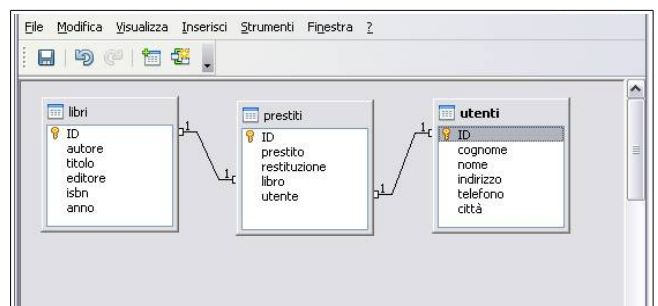 File Modifica Visualizza Inserisci Strumenti Finestra ?
libri
ID
autore
titolo
editore
isbn
anno
1
1
prestiti
ID
prestito
restituzione
libro
utente
1
1
utenti
ID
cognome
nome
indirizzo
telefono
città